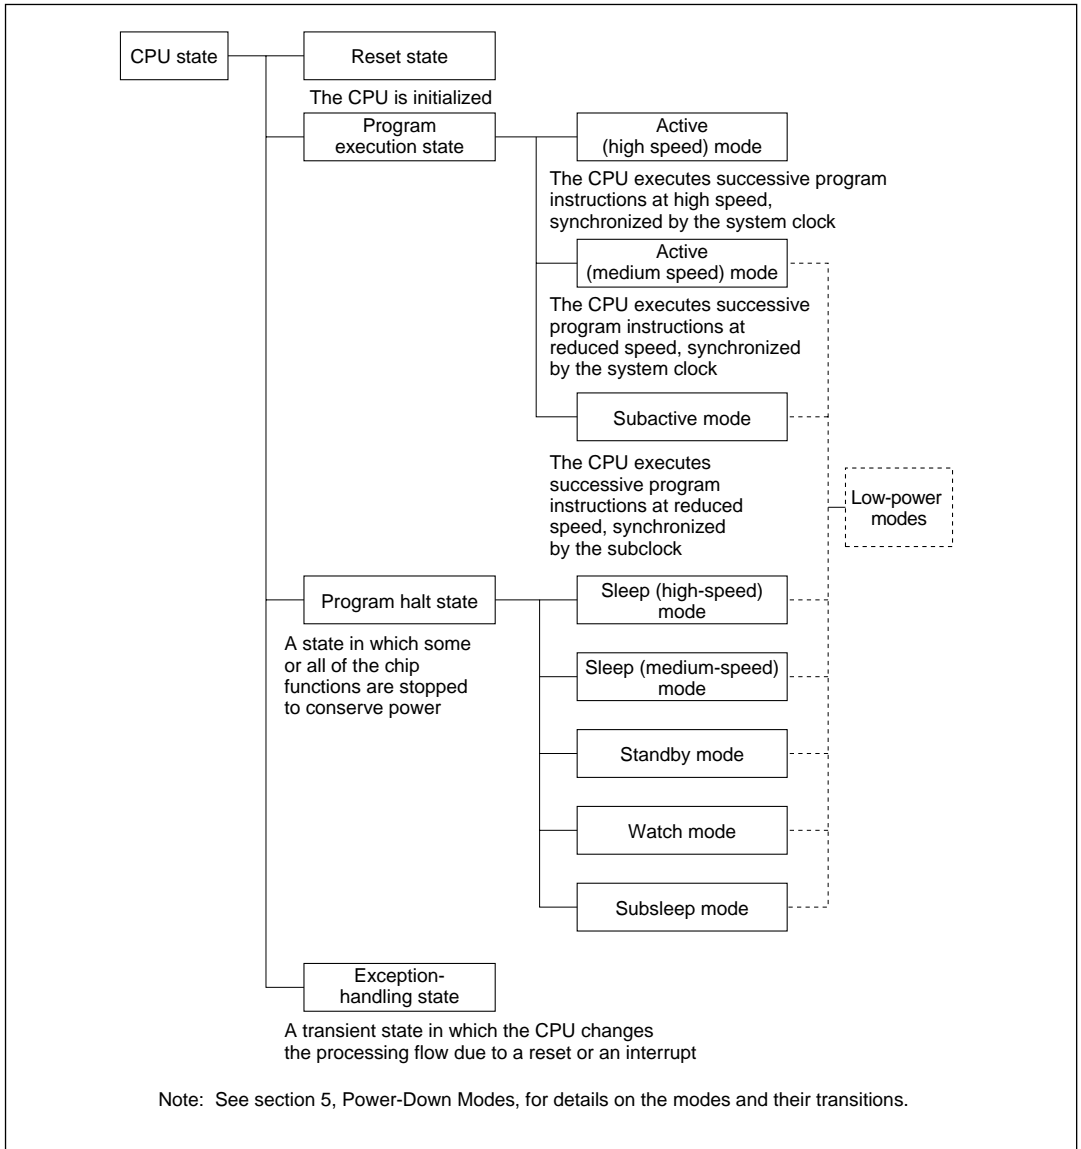 CPU state
Reset state
The CPU is initialized
Program
execution state
Active
(high speed) mode
The CPU executes successive program
instructions at high speed,
synchronized by the system clock
Active
(medium speed) mode
The CPU executes successive
program instructions at
reduced speed, synchronized
by the system clock
Subactive mode
The CPU executes
successive program
instructions at reduced
speed, synchronized
by the subclock
Low-power
modes
Program halt state
A state in which some
or all of the chip
functions are stopped
to conserve power
Sleep (high-speed)
mode
Sleep (medium-speed)
mode
Standby mode
Watch mode
Subsleep mode
Exception-
handling state
A transient state in which the CPU changes
the processing flow due to a reset or an interrupt
Note: See section 5, Power-Down Modes, for details on the modes and their transitions.